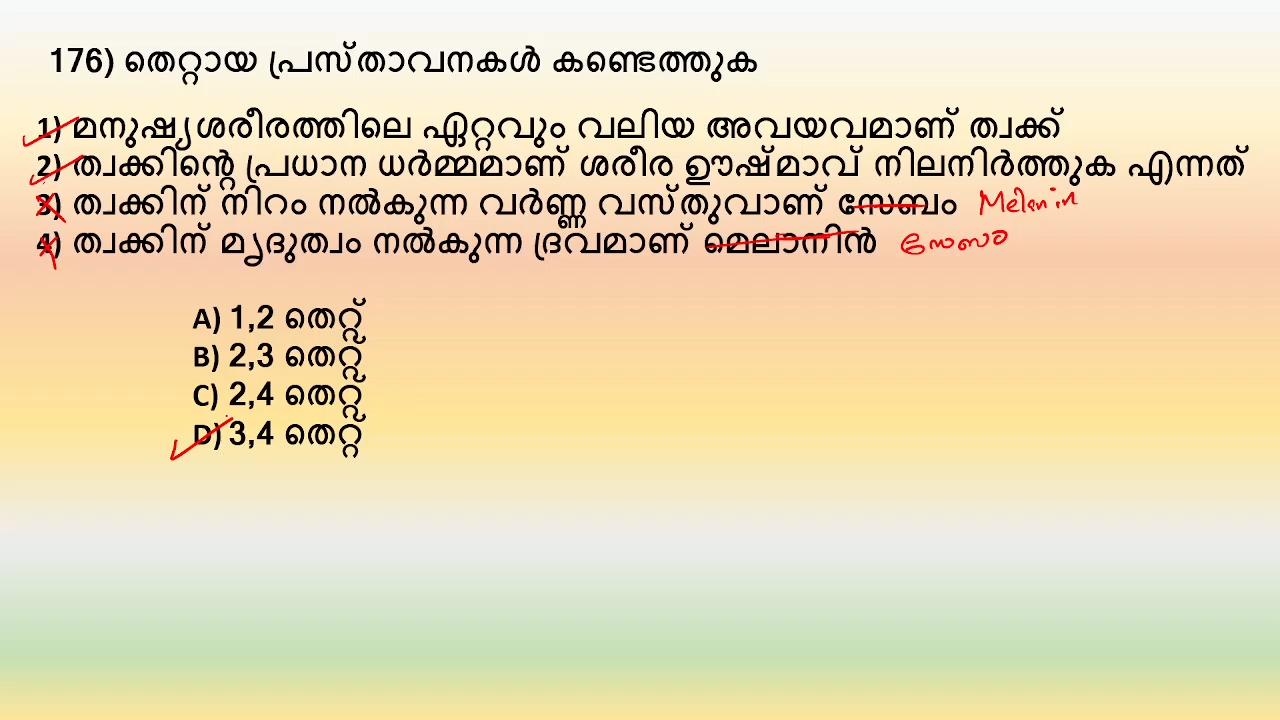 176) തെറ്റായ പ്രസ്താവനകൾ കണ്ടെത്തുക
1) മനുഷ്യശരീരത്തിലെ ഏറ്റവും വലിയ അവയവമാണ് ത്വക്ക്
2) ത്വക്കിന്റെ പ്രധാന ധർമ്മമാണ് ശരീര ഊഷ്മാവ് നിലനിർത്തുക എന്നത്
3) ത്വക്കിന് നിറം നൽകുന്ന വർണ്ണ വസ്തുവാണ് സേബം Melanin
4) ത്വക്കിന് മൃദുത്വം നൽകുന്ന ദ്രവമാണ് മെലാനിൻ സേബം
A) 1,2 തെറ്റ്
B) 2,3 തെറ്റ്
C) 2,4 തെറ്റ്
D) 3,4 തെറ്റ്